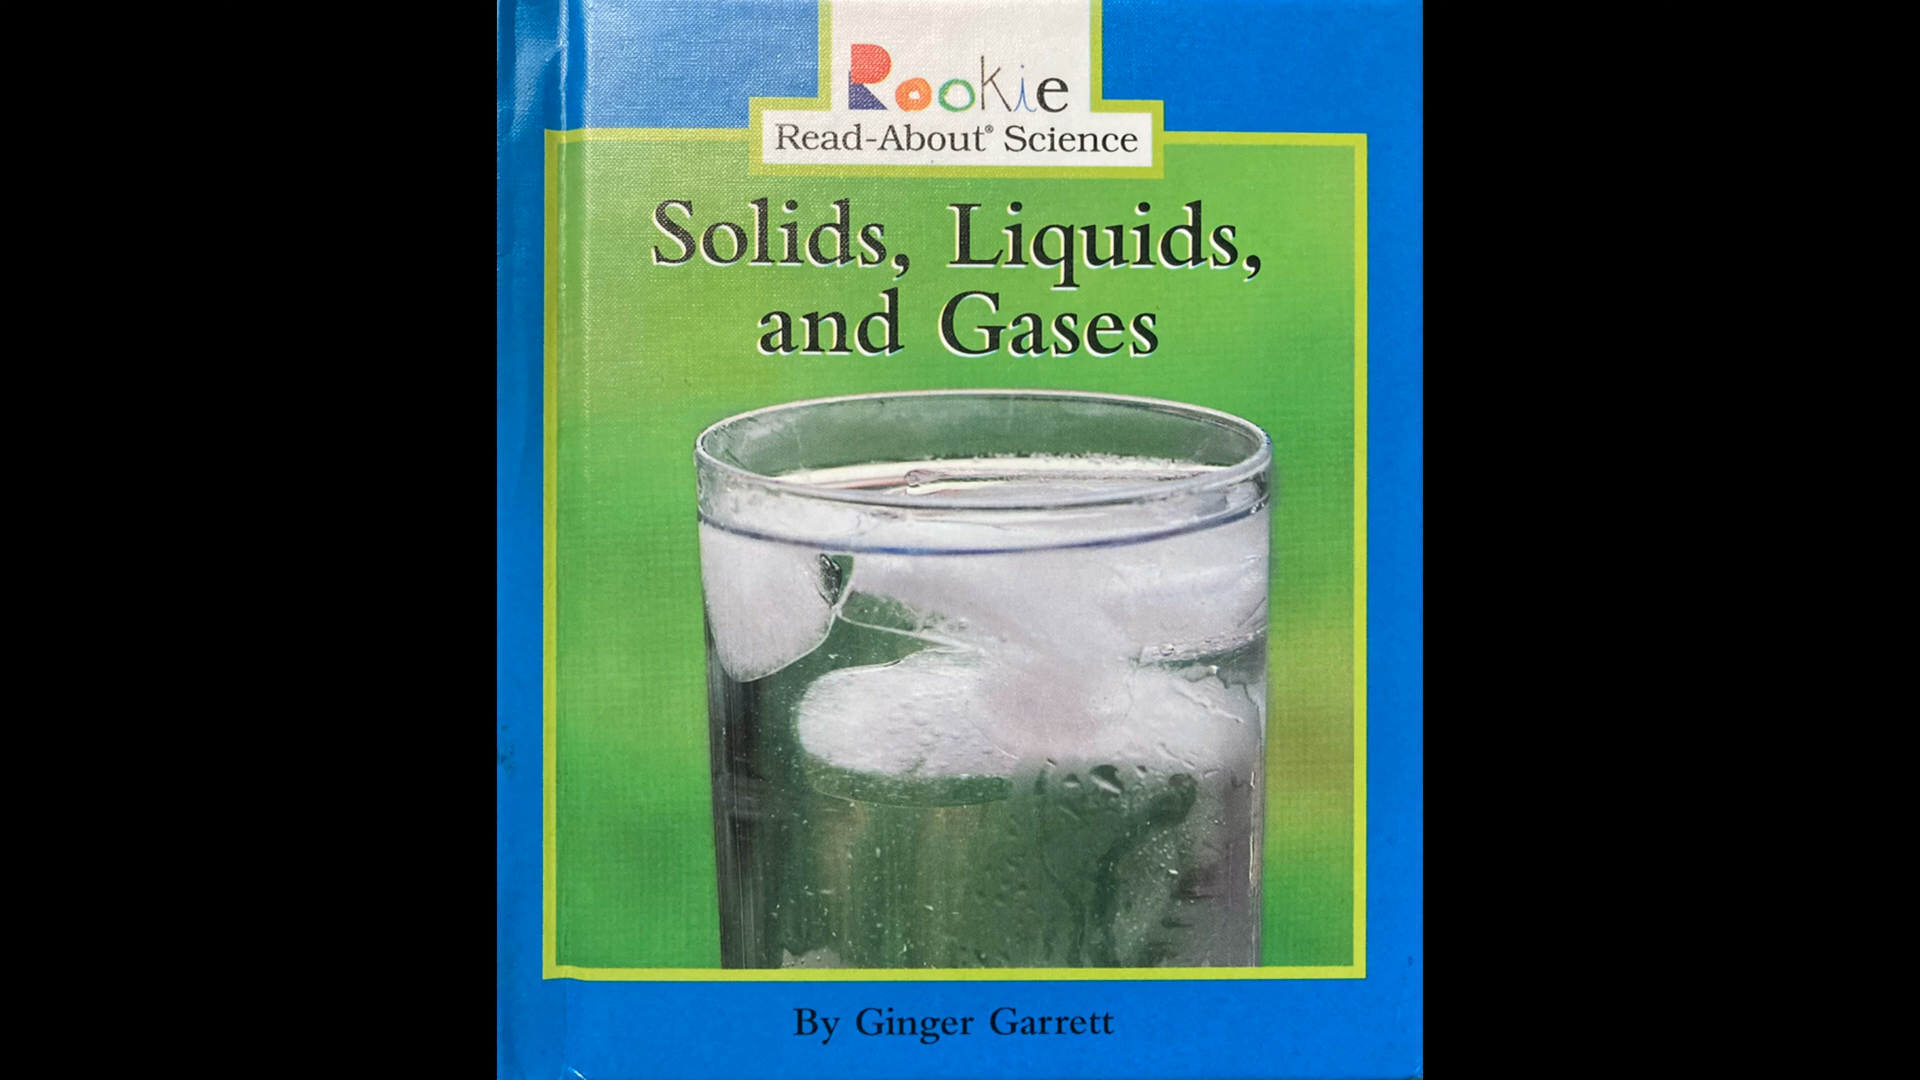 Rookie
Read-About® Science
Solids, Liquids,
and Gases
By Ginger Garrett